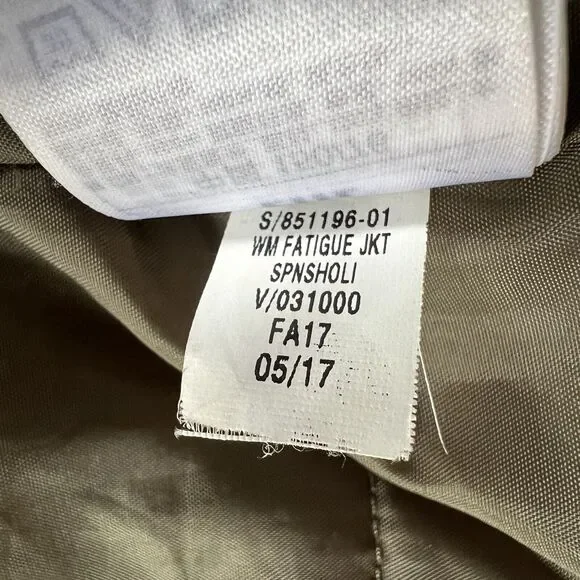 S/851196-01
WM FATIGUE JKT
SPNSHOLI
V/031000
FA17
05/17